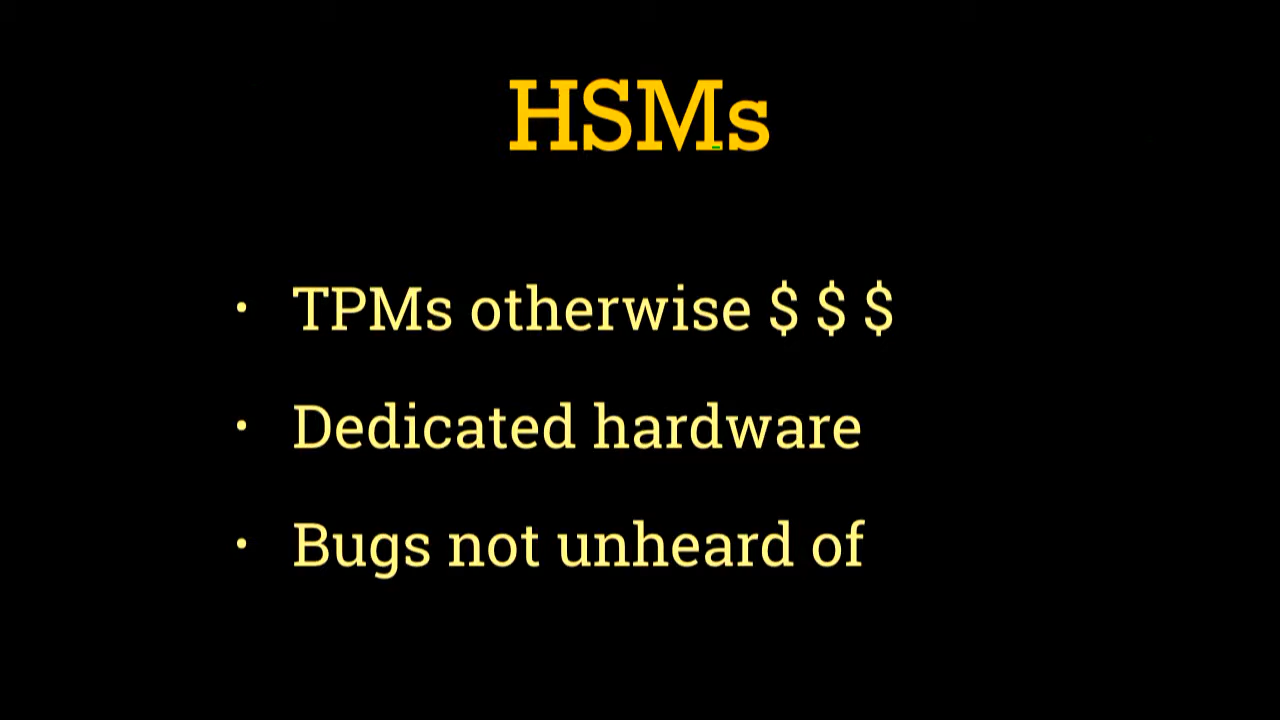 HSMs
• TPMs otherwise $ $ $
• Dedicated hardware
• Bugs not unheard of